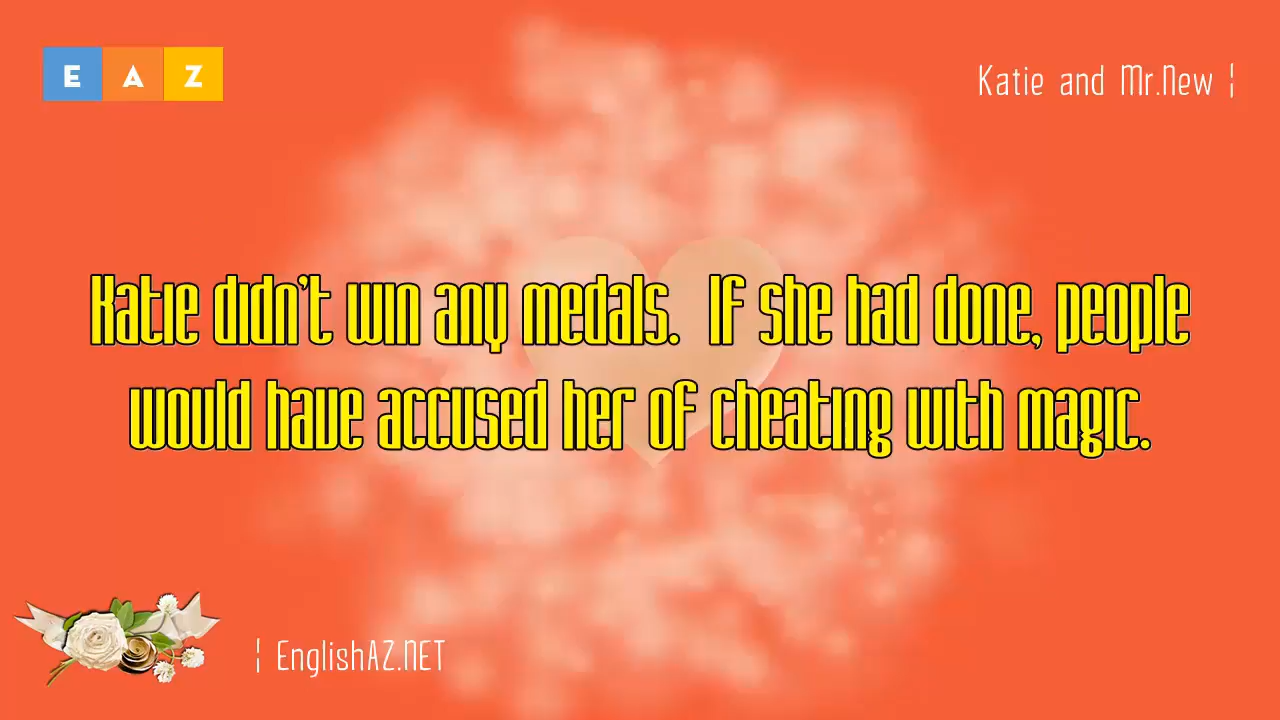 E A Z
Katie and Mr.New ¦
Katie didn't win any medals. If she had done, people
would have accused her of cheating with magic.
¦ EnglishAZ.NET